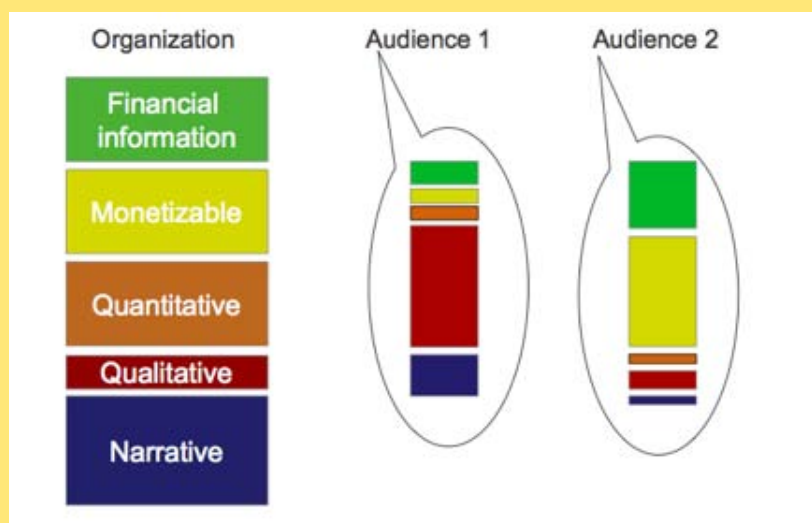 Organization
Audience 1
Audience 2
Financial
information
Monetizable
Quantitative
Qualitative
Narrative